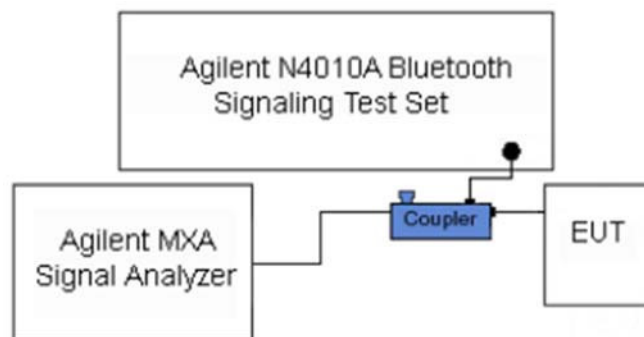 Agilent N4010A Bluetooth
Signaling Test Set
Coupler
Agilent MXA
Signal Analyzer
EUT